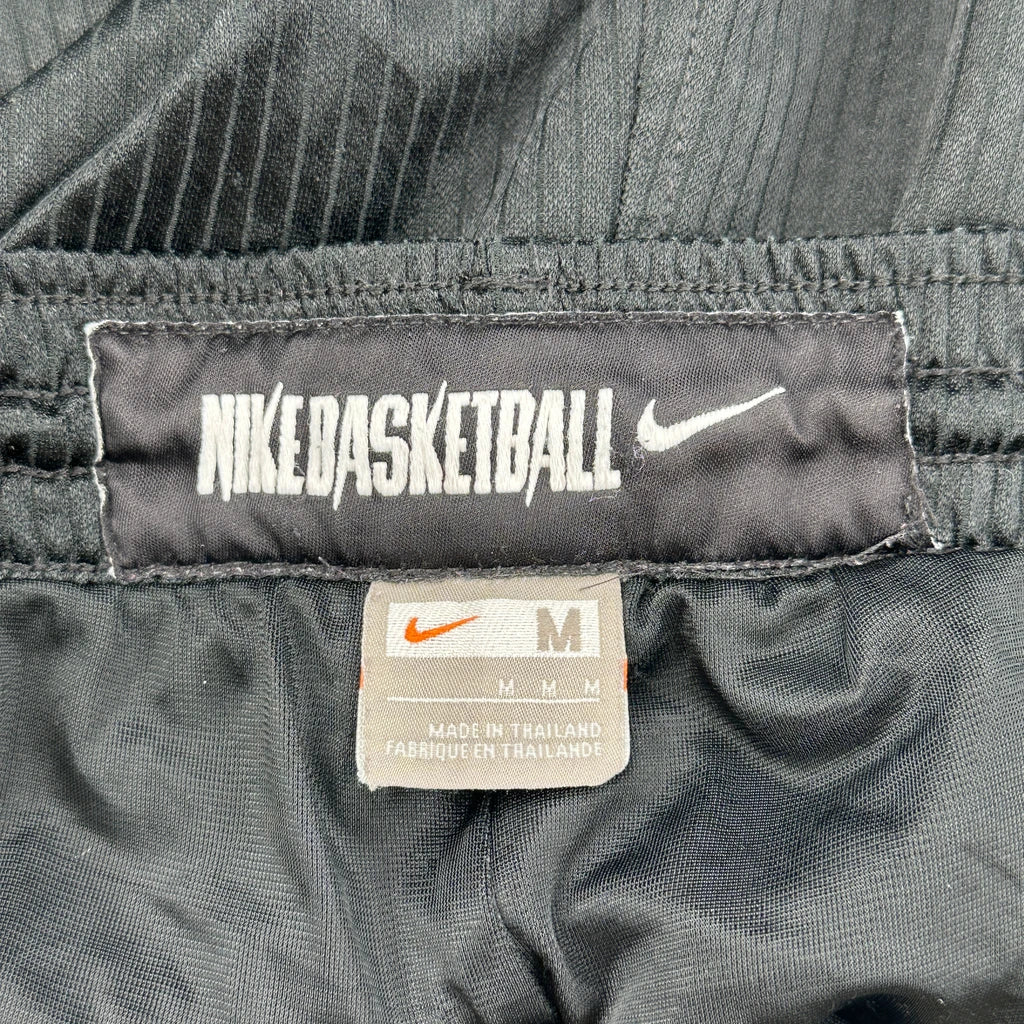 NIKEBASKETBALL
M
M M M
MADE IN THAILAND
FABRIQUE EN THAILANDE